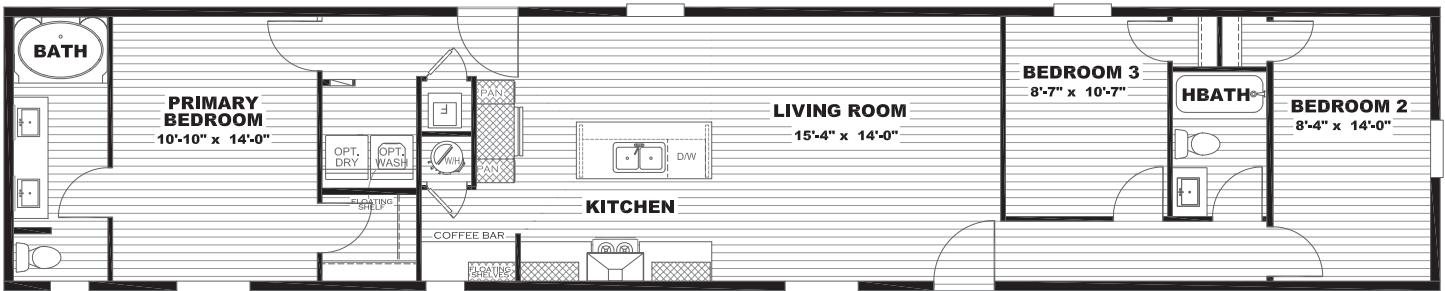 BATH
PRIMARY
BEDROOM
10'-10" x 14'-0"
OPT.
DRY
OPT.
WASH
FLOATING
SHELF
F
W/H
PAN
PAN
COFFEE BAR
FLOATING
SHELVES
KITCHEN
D/W
LIVING ROOM
15'-4" x 14'-0"
BEDROOM 3
8'-7" x 10'-7"
HBATH
BEDROOM 2
8'-4" x 14'-0"